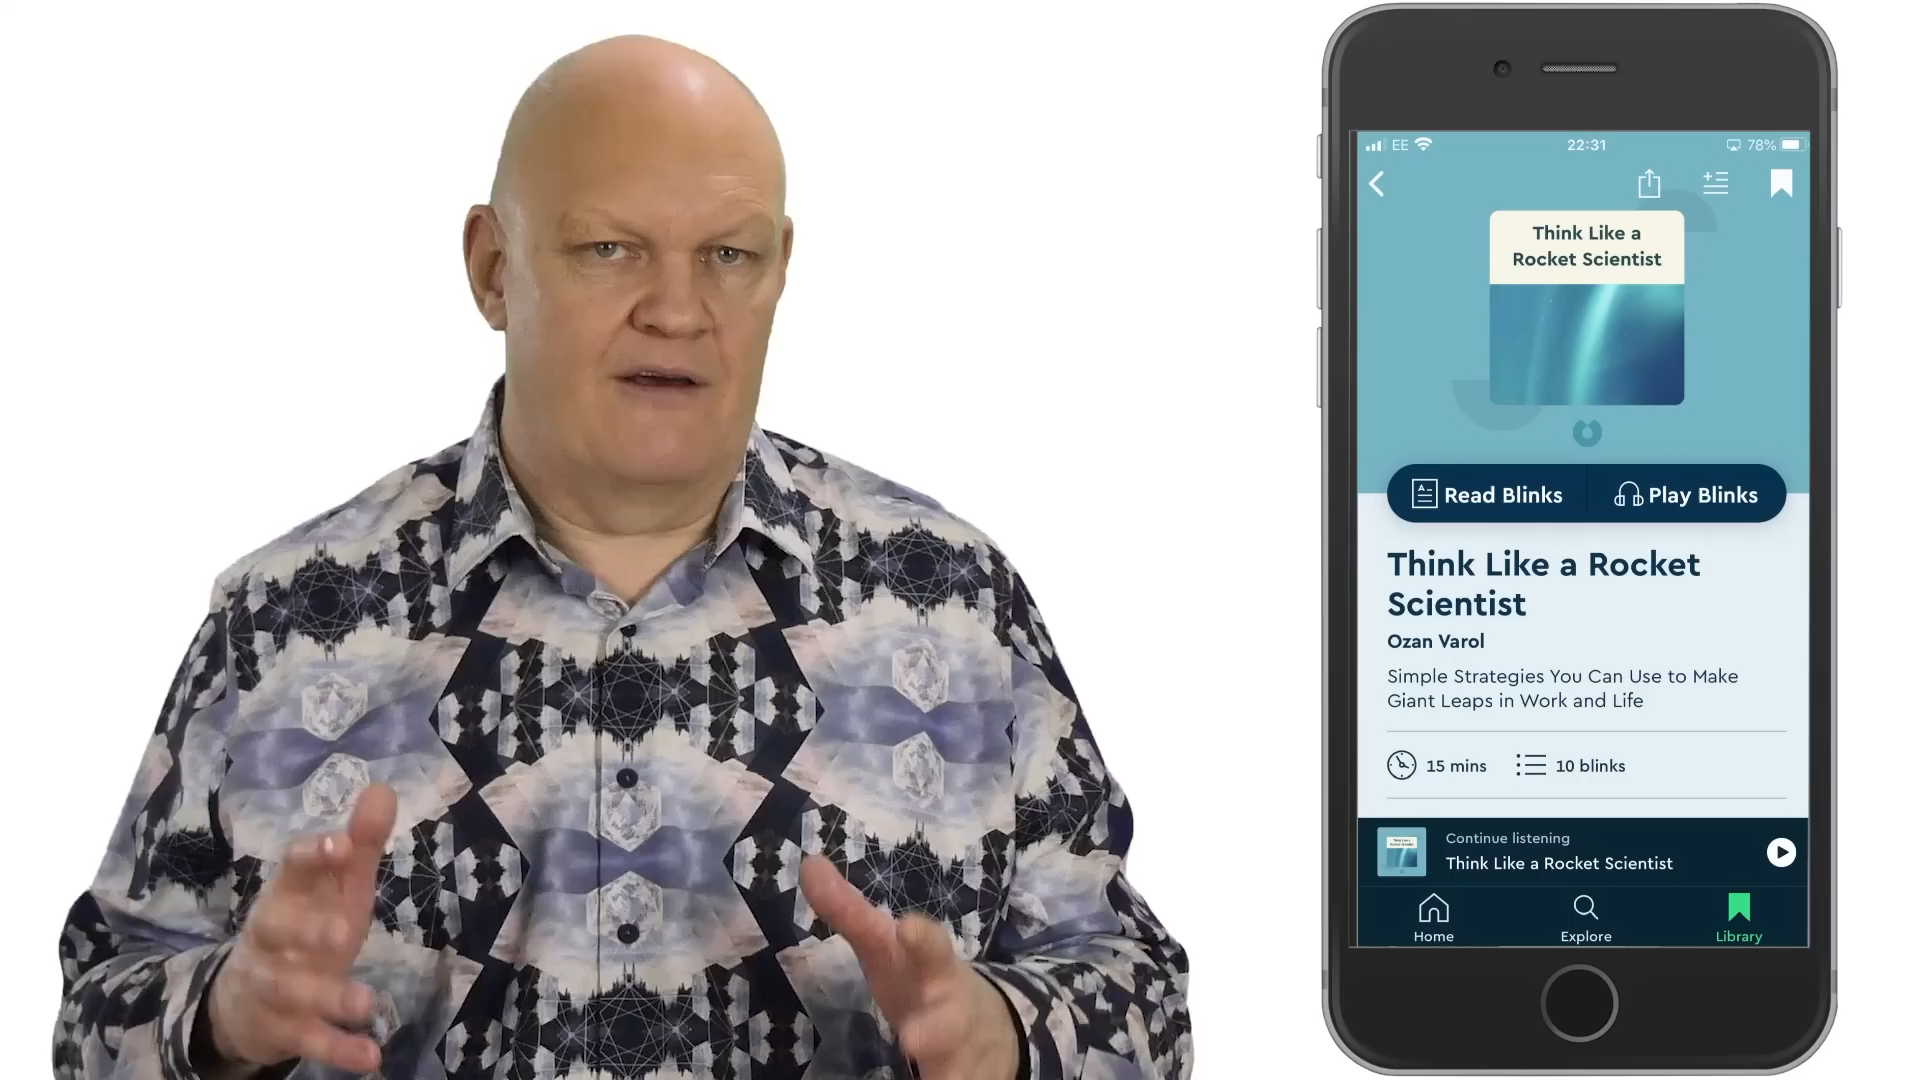 EE 22:31 78%
Think Like a
Rocket Scientist
Read Blinks Play Blinks
Think Like a Rocket
Scientist
Ozan Varol
Simple Strategies You Can Use to Make
Giant Leaps in Work and Life
15 mins 10 blinks
Continue listening
Think Like a Rocket Scientist
Home Explore Library